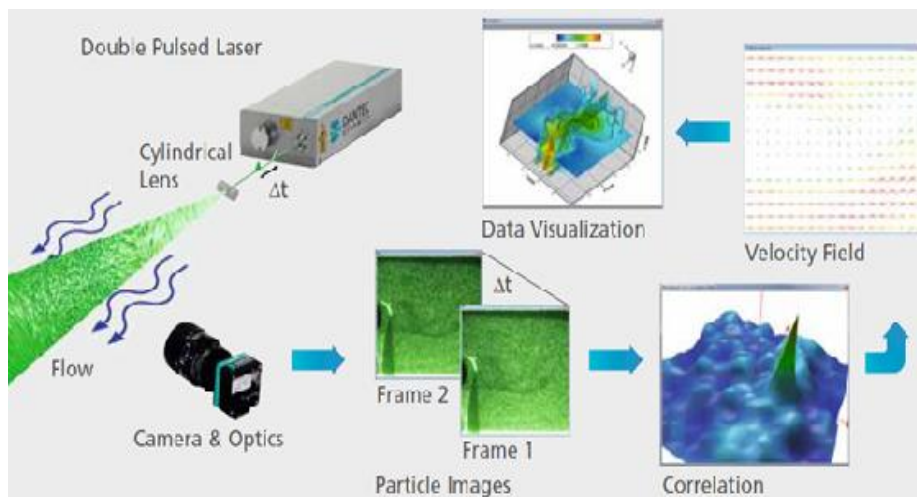 Double Pulsed Laser
DANTEC
Cylindrical
Lens
Δt
Flow
Camera & Optics
Frame 2
Δt
Frame 1
Particle Images
Data Visualization
Velocity Field
Correlation